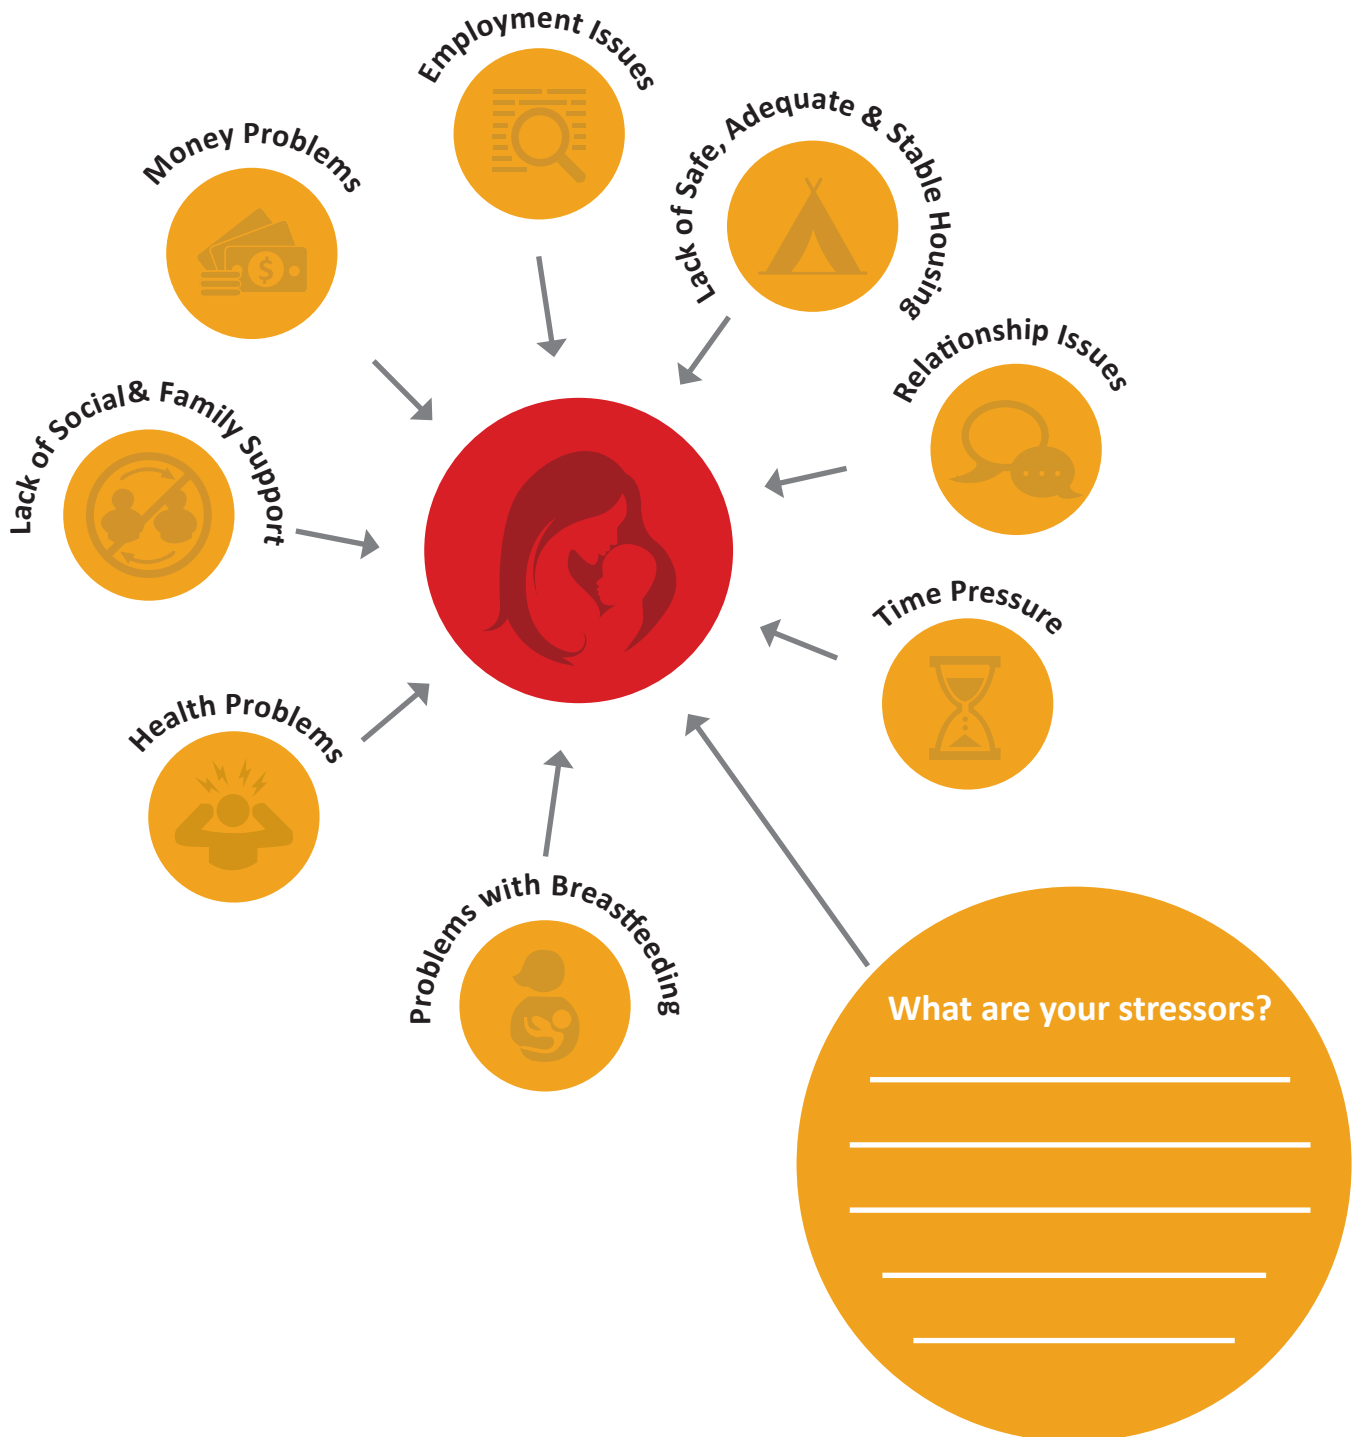 Employment Issues
Money Problems
Lack of Safe, Adequate & Stable Housing
Relationship Issues
Lack of Social & Family Support
Time Pressure
Health Problems
Problems with Breastfeeding
What are your stressors?
$